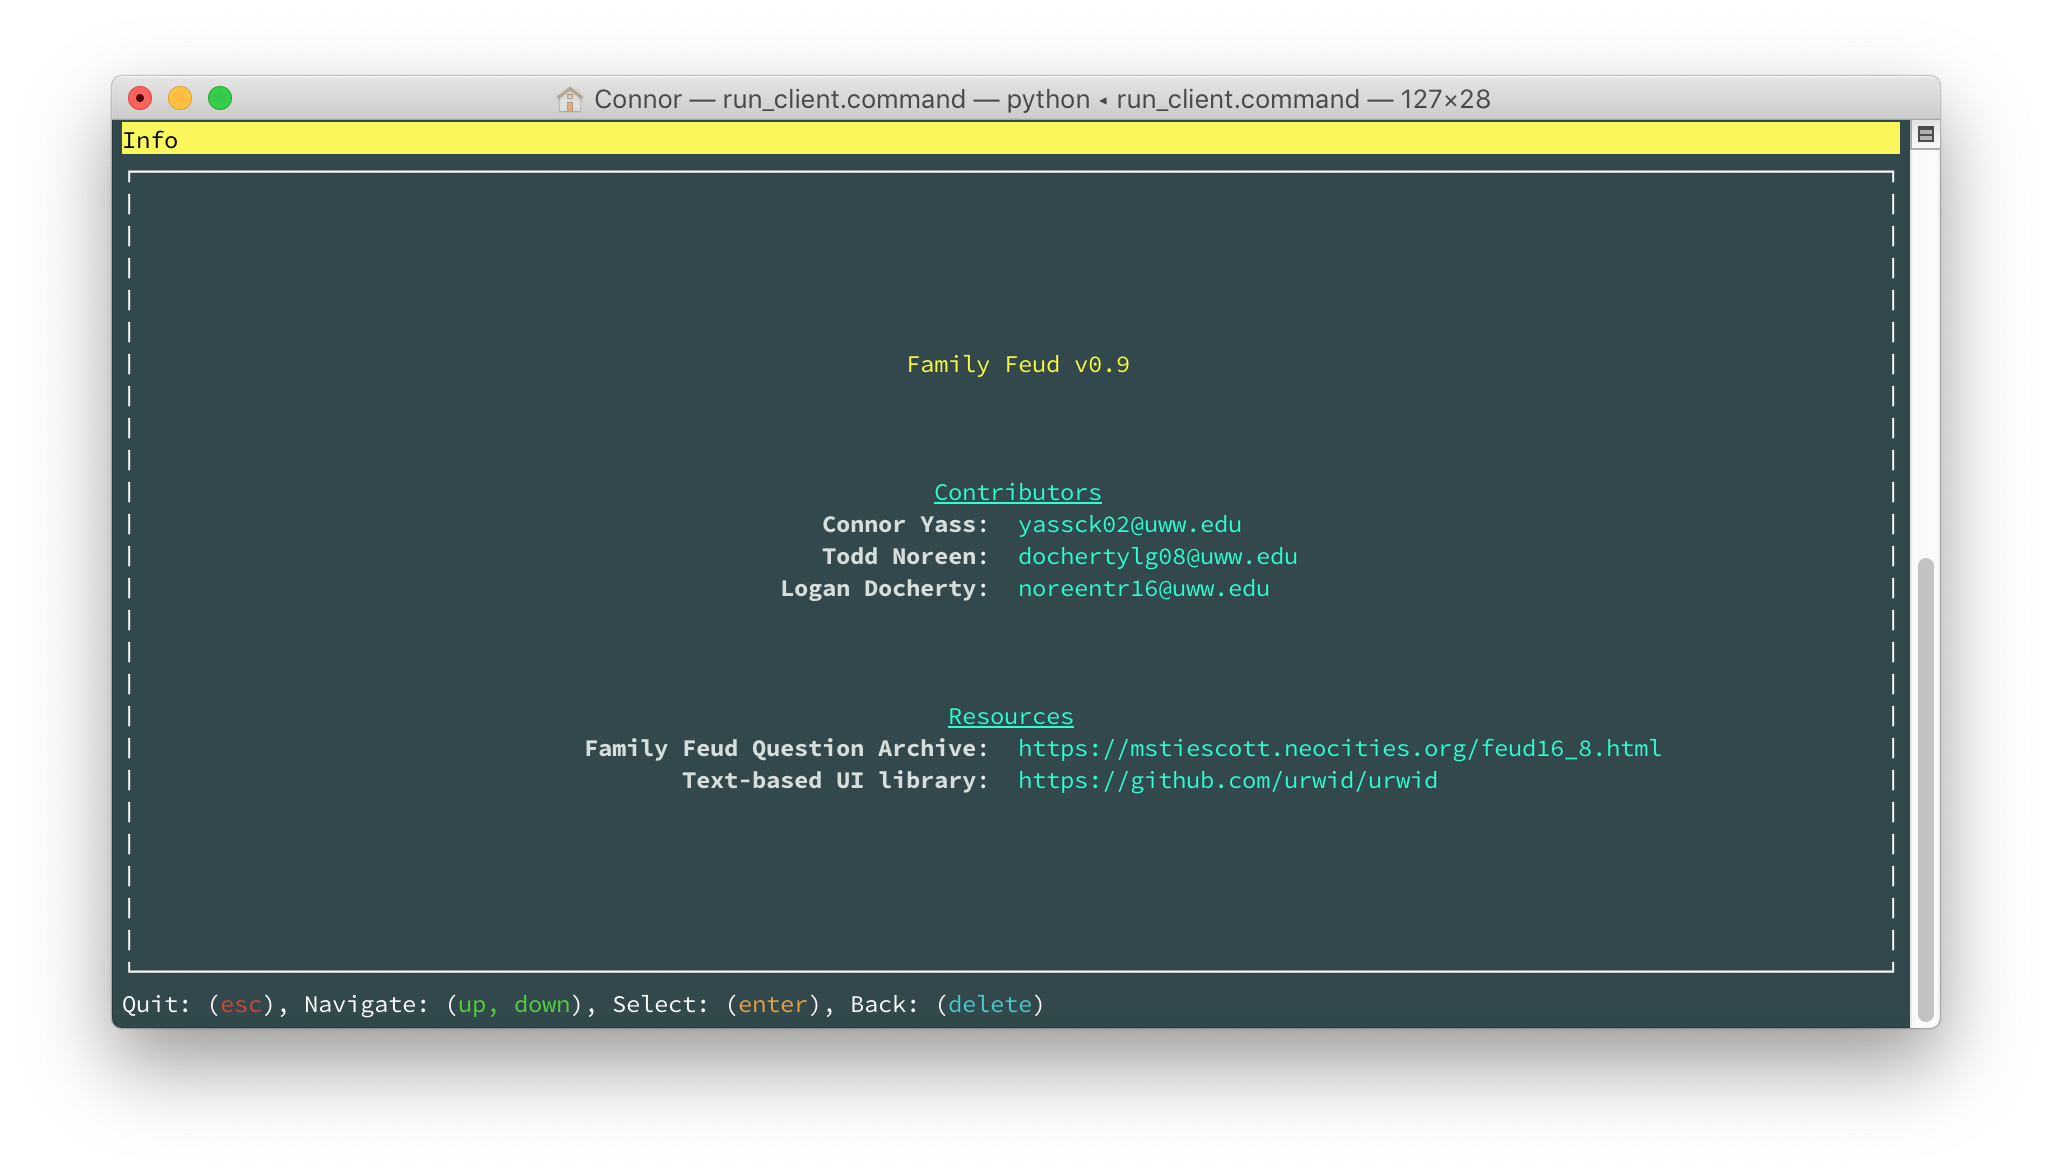 Connor — run_client.command — python ◂ run_client.command — 127×28
Info
Family Feud v0.9
Contributors
Connor Yass:  yassck02@uww.edu
Todd Noreen:  dochertylg08@uww.edu
Logan Docherty:  noreentr16@uww.edu
Resources
Family Feud Question Archive:  https://mstiescott.neocities.org/feud16_8.html
Text-based UI library:  https://github.com/urwid/urwid
Quit: (esc), Navigate: (up, down), Select: (enter), Back: (delete)